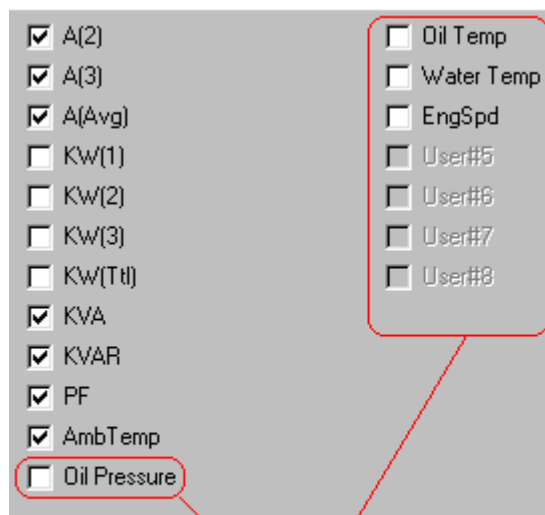 A(2)
A(3)
A(Avg)
KW(1)
KW(2)
KW(3)
KW(Ttl)
KVA
KVAR
PF
AmbTemp
Oil Pressure
Oil Temp
Water Temp
EngSpd
User#5
User#6
User#7
User#8